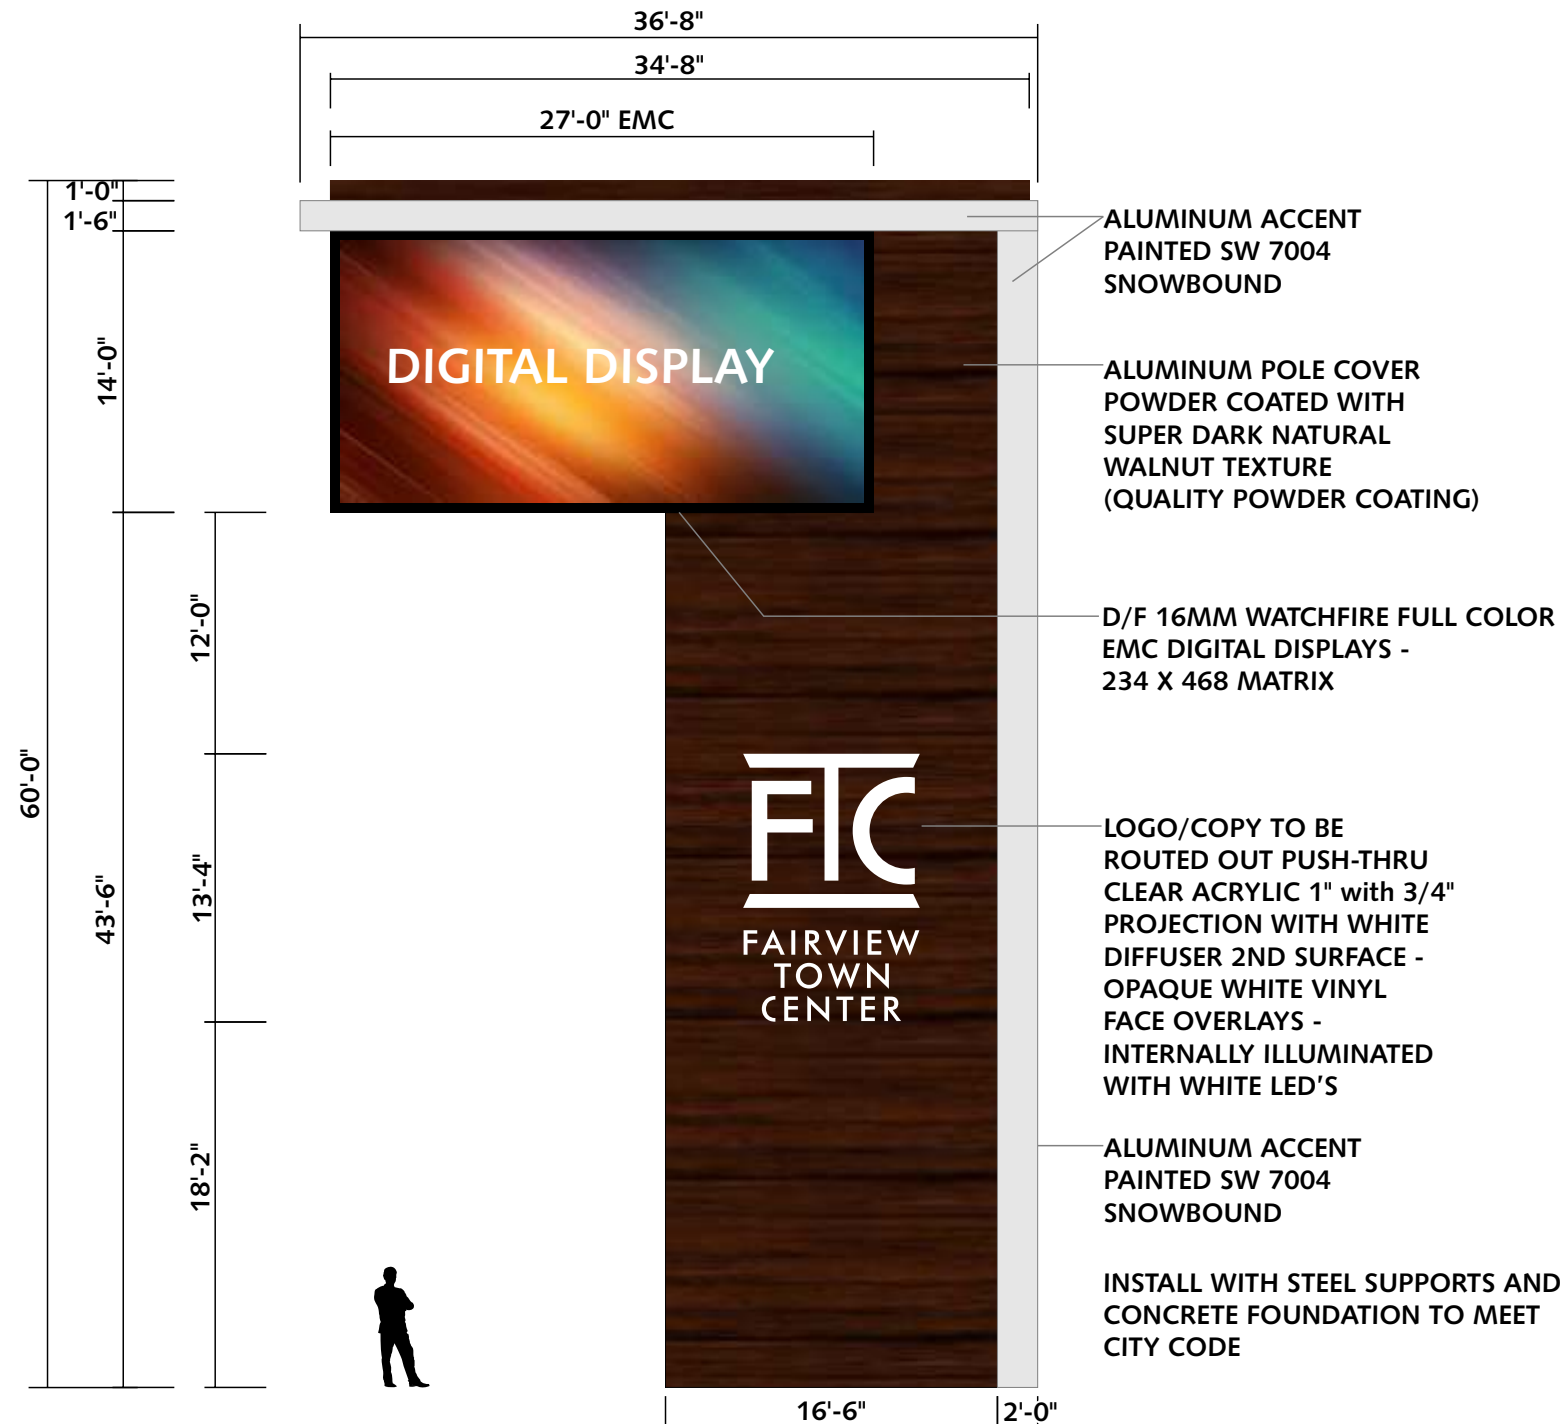 36'-8"
34'-8"
27'-0" EMC
1'-0"
1'-6"
14'-0"
12'-0"
60'-0"
43'-6"
13'-4"
18'-2"
DIGITAL DISPLAY
FTC
FAIRVIEW
TOWN
CENTER
ALUMINUM ACCENT
PAINTED SW 7004
SNOWBOUND
ALUMINUM POLE COVER
POWDER COATED WITH
SUPER DARK NATURAL
WALNUT TEXTURE
(QUALITY POWDER COATING)
D/F 16MM WATCHFIRE FULL COLOR
EMC DIGITAL DISPLAYS -
234 X 468 MATRIX
LOGO/COPY TO BE
ROUTED OUT PUSH-THRU
CLEAR ACRYLIC 1" with 3/4"
PROJECTION WITH WHITE
DIFFUSER 2ND SURFACE -
OPAQUE WHITE VINYL
FACE OVERLAYS -
INTERNALLY ILLUMINATED
WITH WHITE LED'S
ALUMINUM ACCENT
PAINTED SW 7004
SNOWBOUND
INSTALL WITH STEEL SUPPORTS AND
CONCRETE FOUNDATION TO MEET
CITY CODE
16'-6"
2'-0"